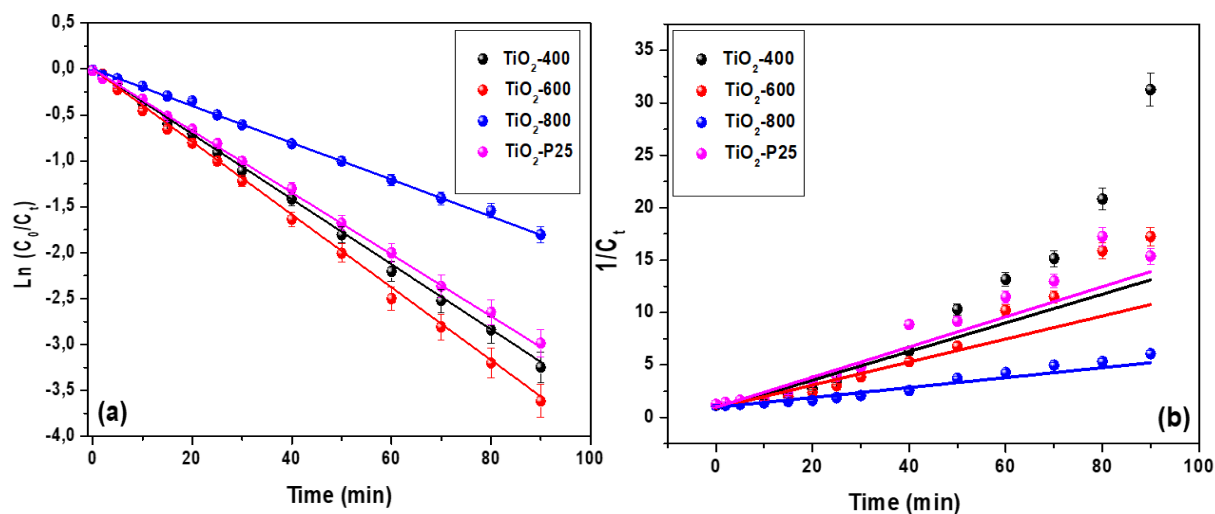 0,5
0,0
-0,5
-1,0
-1,5
-2,0
-2,5
-3,0
-3,5
-4,0
Ln (C₀/Cₜ)
TiO₂-400
TiO₂-600
TiO₂-800
TiO₂-P25
(a)
0 20 40 60 80 100
Time (min)
35
30
25
20
15
10
5
0
1/Cₜ
TiO₂-400
TiO₂-600
TiO₂-800
TiO₂-P25
(b)
0 20 40 60 80 100
Time (min)